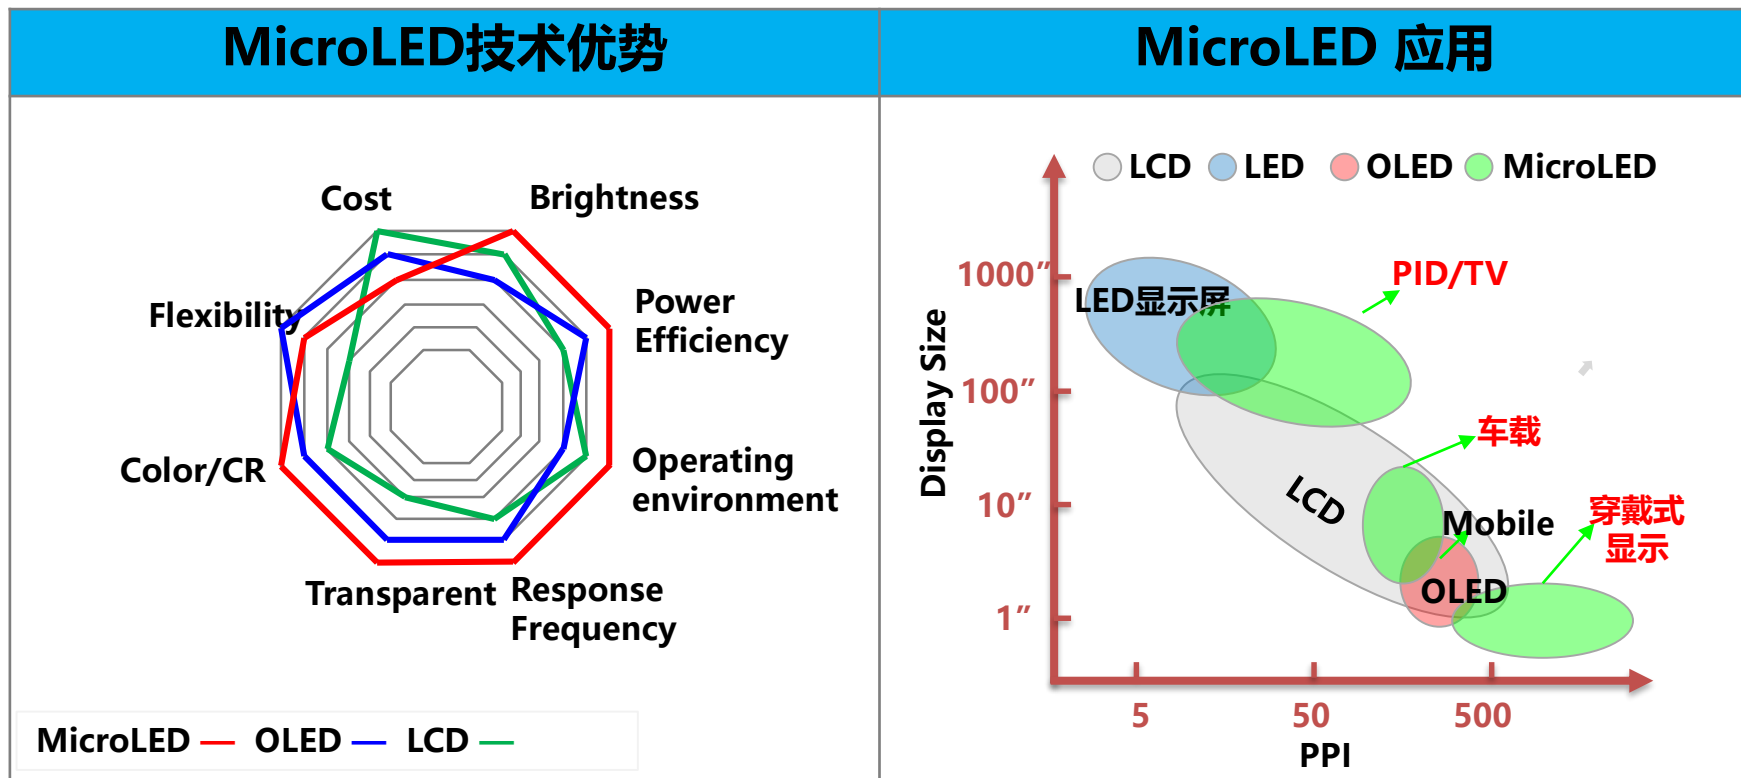 MicroLED技术优势
MicroLED 应用
Cost
Brightness
Flexibility
Power
Efficiency
Color/CR
Operating
environment
Transparent
Response
Frequency
MicroLED
OLED
LCD
LCD
LED
OLED
MicroLED
Display Size
1000”
100”
10”
1”
LED显示屏
PID/TV
车载
LCD
Mobile
穿戴式
显示
OLED
5
50
500
PPI